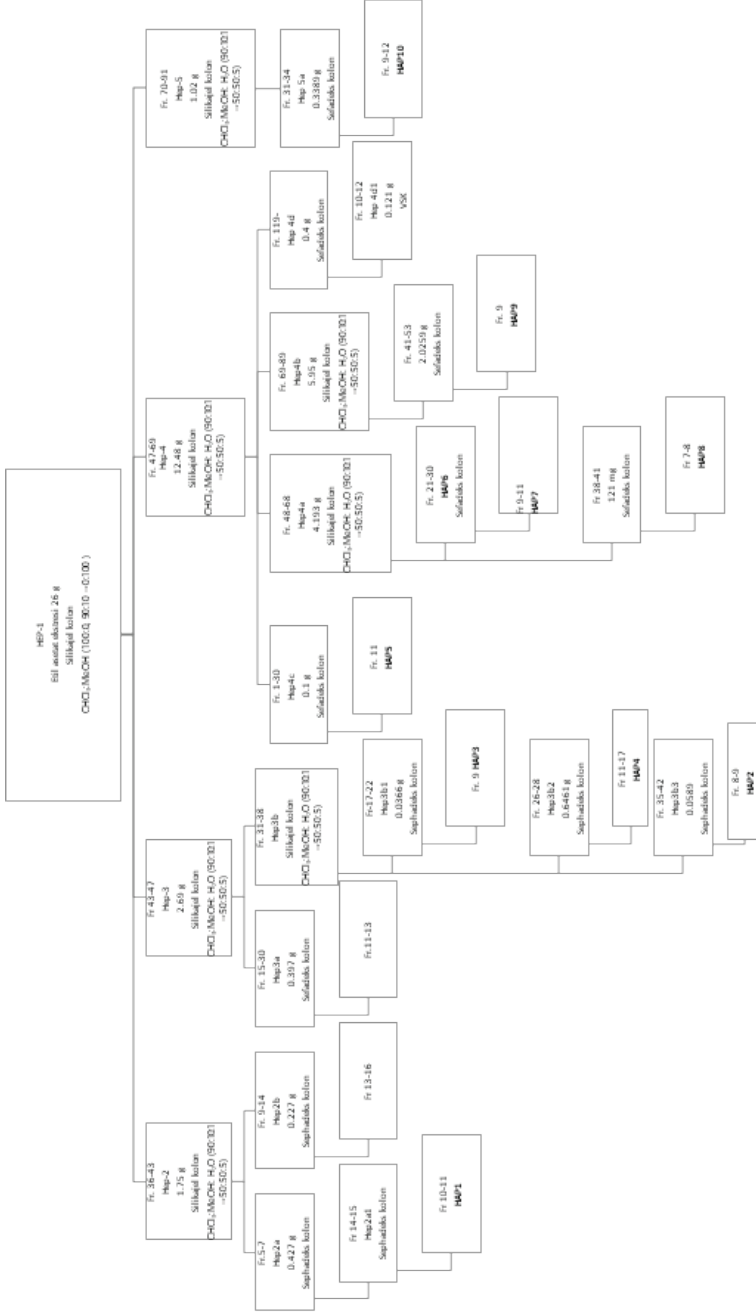 HEP-1
Etil asetat ekstresi 26 g
Silikajel kolon
CHCl₃:MeOH (100:0, 90:10 →0:100 )
Fr. 36-43
Hep-2
1.75 g
Silikajel kolon
CHCl₃:MeOH: H₂O (90:10:1
→50:50:5)
Fr.5-7
Hep2a
0.427 g
Sephadeks kolon
Fr 14-15
Hep2a1
Sephadeks kolon
Fr 10-11
HAP1
Fr. 9-14
Hep2b
0.227 g
Sephadeks kolon
Fr 13-16
Fr 43-47
Hep-3
2.69 g
Silikajel kolon
CHCl₃:MeOH: H₂O (90:10:1
→50:50:5)
Fr. 15-30
Hep3a
0.397 g
Sefadeks kolon
Fr.11-13
Fr. 31-38
Hep3b
Silikajel kolon
CHCl₃:MeOH: H₂O (90:10:1
→50:50:5)
Fr-17-22
Hep3b1
0.0366 g
Sephadeks kolon
Fr. 9 HAP3
Fr. 26-28
Hep3b2
0.6461 g
Sephadeks kolon
Fr 11-17
HAP4
Fr. 35-42
Hep3b3
0.0589
Sephadeks kolon
Fr. 8-9
HAP2
Fr. 47-69
Hep-4
12.48 g
Silikajel kolon
CHCl₃:MeOH: H₂O (90:10:1
→50:50:5)
Fr. 1-30
Hep4c
0.1 g
Sefadeks kolon
Fr. 11
HAP5
Fr. 48-68
Hep4a
4.193 g
Silikajel kolon
CHCl₃:MeOH: H₂O (90:10:1
→50:50:5)
Fr. 21-30
HAP6
Sefadeks kolon
Fr 9-11
HAP7
Fr 38-41
121 mg
Sefadeks kolon
Fr 7-8
HAP8
Fr. 69-89
Hep4b
5.95 g
Silikajel kolon
CHCl₃:MeOH: H₂O (90:10:1
→50:50:5)
Fr. 41-53
2.0259 g
Sefadeks kolon
Fr. 9
HAP9
Fr. 119-
Hep 4d
0.4 g
Sefadeks kolon
Fr. 10-12
Hep 4d1
0.121 g
VSK
Fr. 70-91
Hep-5
1.02 g
Silikajel kolon
CHCl₃:MeOH: H₂O (90:10:1
→50:50:5)
Fr. 31-34
Hep 5a
0.3389 g
Sefadeks kolon
Fr. 9-12
HAP10